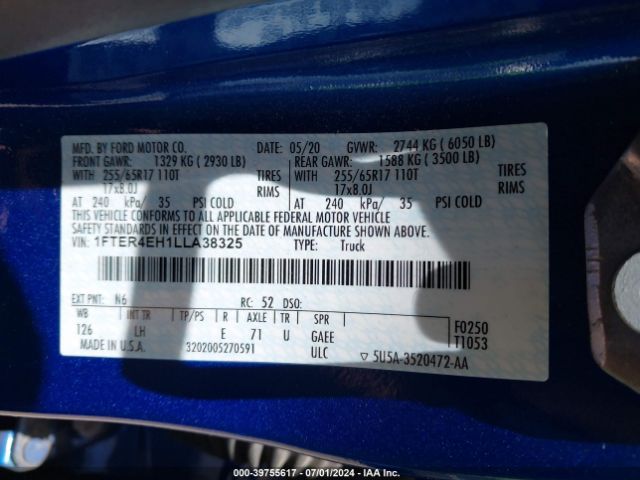 MFD. BY FORD MOTOR CO. DATE: 05/20 GVWR: 2744 KG ( 6050 LB)
FRONT GAWR: 1329 KG ( 2930 LB) REAR GAWR: 1588 KG ( 3500 LB)
WITH 255/65R17 110T TIRES WITH 255/65R17 110T TIRES
17x8.0J RIMS 17x8.0J RIMS
AT 240 kPa/ 35 PSI COLD AT 240 kPa/ 35 PSI COLD
THIS VEHICLE CONFORMS TO ALL APPLICABLE FEDERAL MOTOR VEHICLE
SAFETY STANDARDS IN EFFECT ON THE DATE OF MANUFACTURE SHOWN ABOVE.
VIN: 1FTER4EH1LLA38325 TYPE: Truck
EXT PNT: N6 RC: 52 DSO:
WB INT TR TP/PS R AXLE TR SPR F0250
126 LH E 71 U GAEE T1053
MADE IN U.S.A. 3202005270591 ULC ▽ 5U5A-3520472-AA
000-39755617 - 07/01/2024 - IAA Inc.